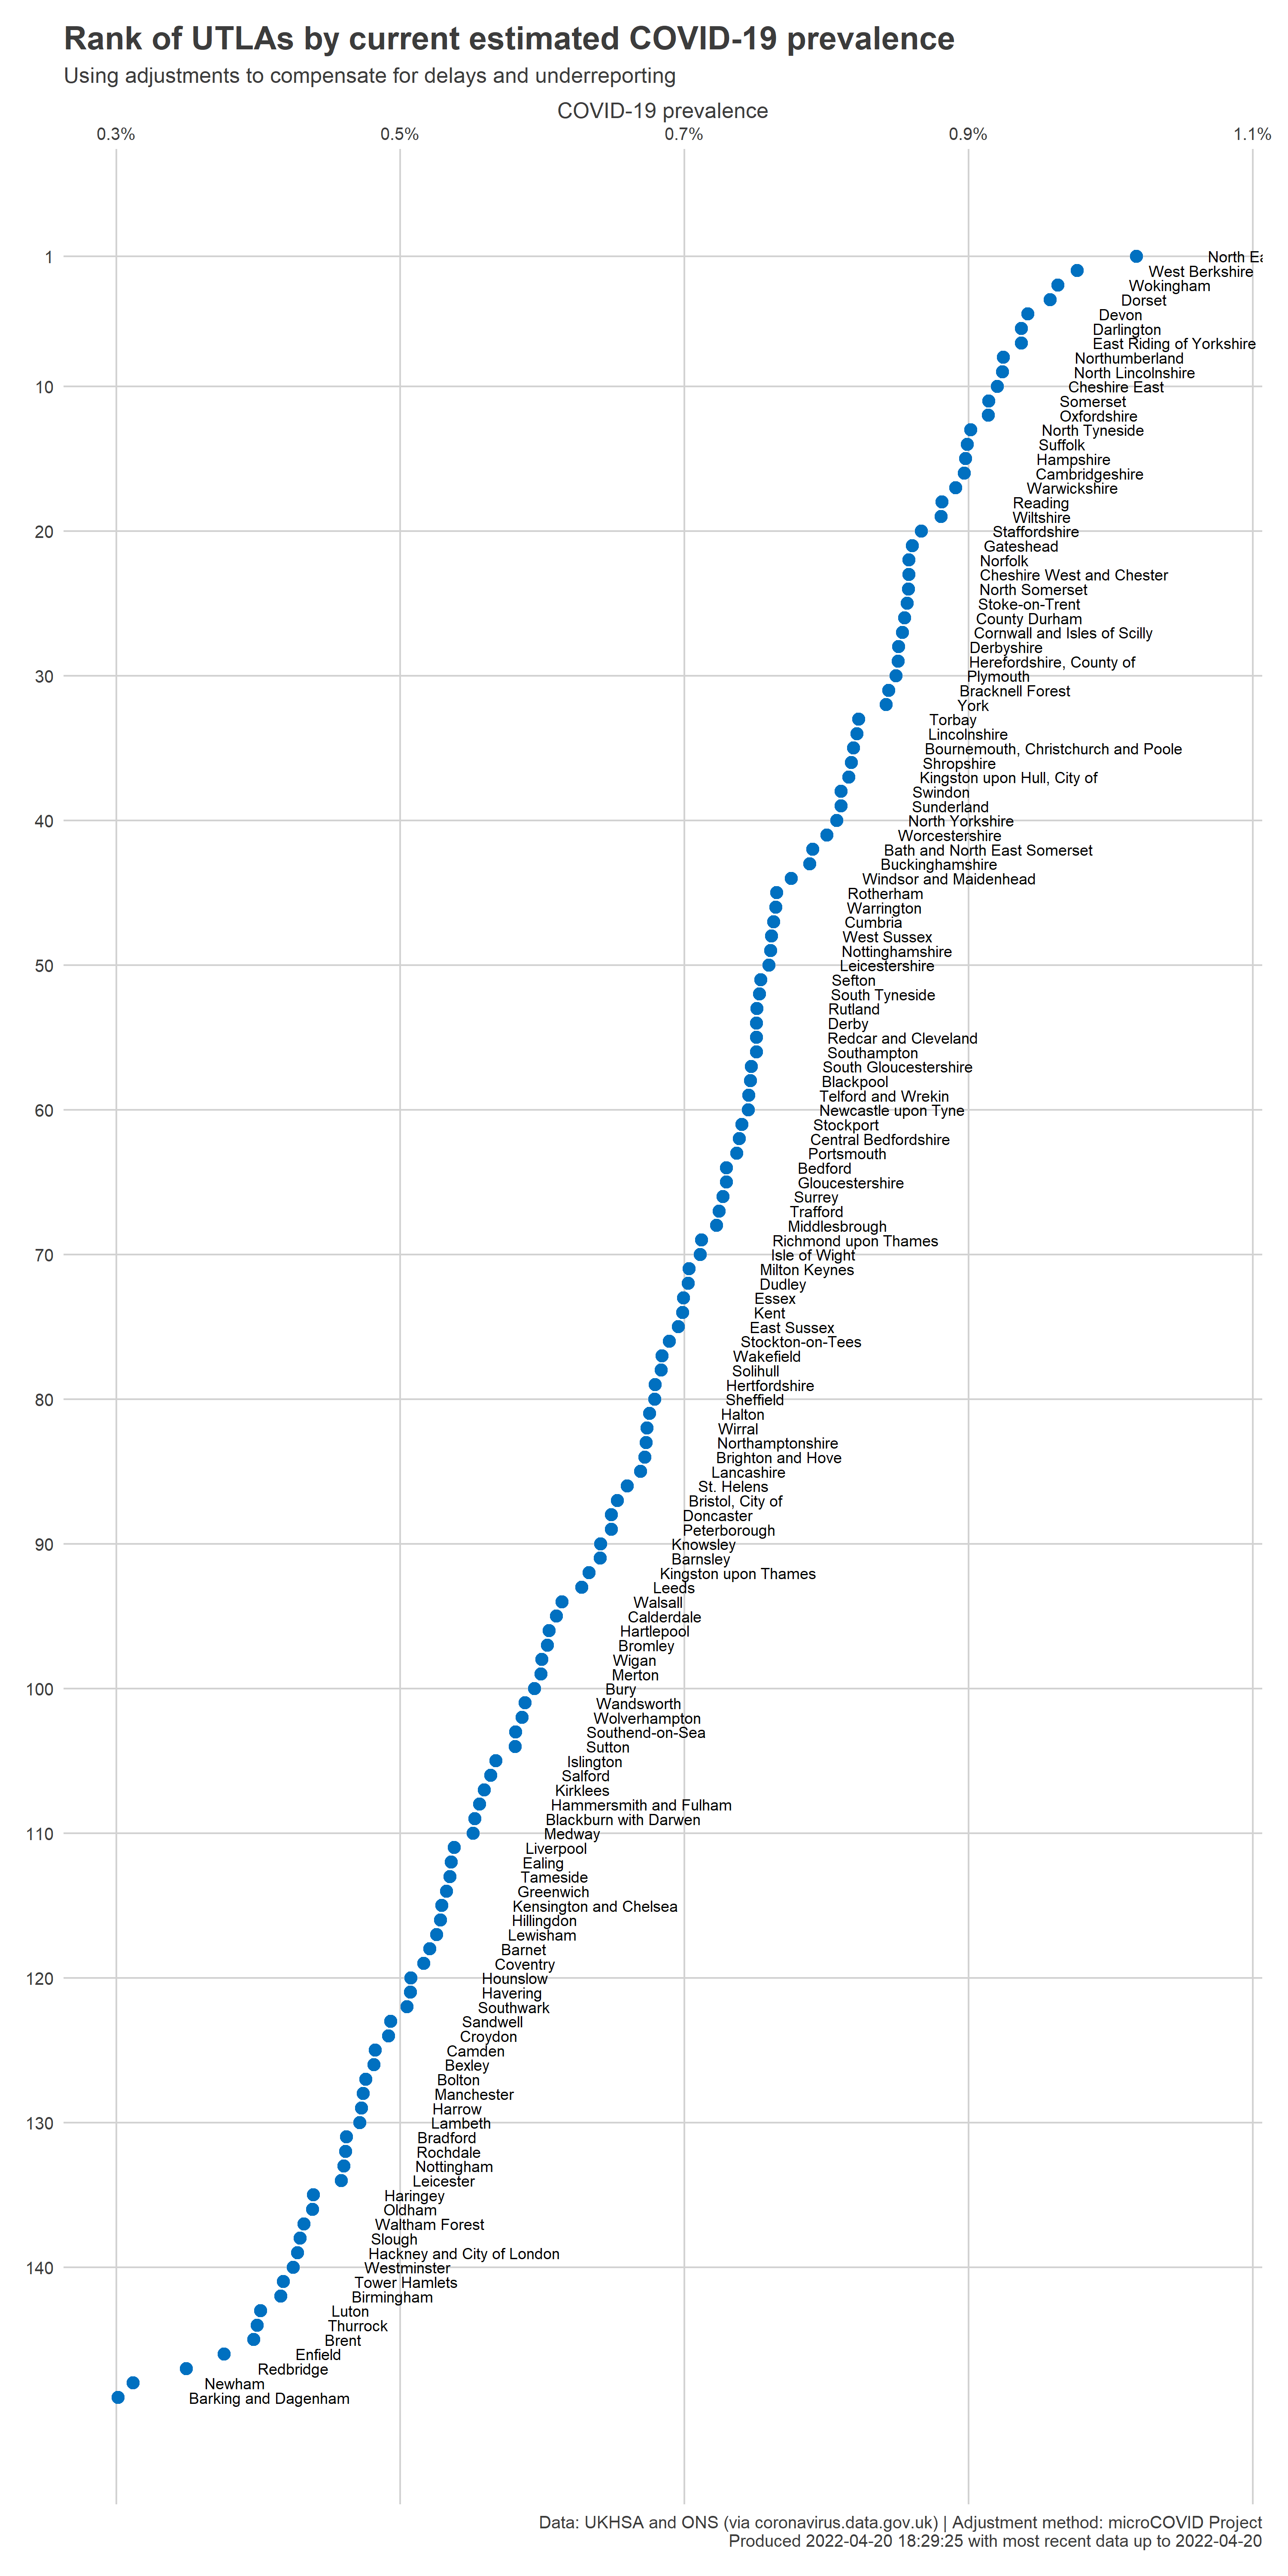 Rank of UTLAs by current estimated COVID-19 prevalence
Using adjustments to compensate for delays and underreporting
COVID-19 prevalence
0.3% 0.5% 0.7% 0.9% 1.1%
1 North Ea
West Berkshire
Wokingham
Dorset
Devon
Darlington
East Riding of Yorkshire
Northumberland
North Lincolnshire
10 Cheshire East
Somerset
Oxfordshire
North Tyneside
Suffolk
Hampshire
Cambridgeshire
Warwickshire
Reading
Wiltshire
20 Staffordshire
Gateshead
Norfolk
Cheshire West and Chester
North Somerset
Stoke-on-Trent
County Durham
Cornwall and Isles of Scilly
Derbyshire
Herefordshire, County of
30 Plymouth
Bracknell Forest
York
Torbay
Lincolnshire
Bournemouth, Christchurch and Poole
Shropshire
Kingston upon Hull, City of
Swindon
Sunderland
40 North Yorkshire
Worcestershire
Bath and North East Somerset
Buckinghamshire
Windsor and Maidenhead
Rotherham
Warrington
Cumbria
West Sussex
Nottinghamshire
50 Leicestershire
Sefton
South Tyneside
Rutland
Derby
Redcar and Cleveland
Southampton
South Gloucestershire
Blackpool
Telford and Wrekin
60 Newcastle upon Tyne
Stockport
Central Bedfordshire
Portsmouth
Bedford
Gloucestershire
Surrey
Trafford
Middlesbrough
Richmond upon Thames
70 Isle of Wight
Milton Keynes
Dudley
Essex
Kent
East Sussex
Stockton-on-Tees
Wakefield
Solihull
Hertfordshire
80 Sheffield
Halton
Wirral
Northamptonshire
Brighton and Hove
Lancashire
St. Helens
Bristol, City of
Doncaster
Peterborough
90 Knowsley
Barnsley
Kingston upon Thames
Leeds
Walsall
Calderdale
Hartlepool
Bromley
Wigan
Merton
100 Bury
Wandsworth
Wolverhampton
Southend-on-Sea
Sutton
Islington
Salford
Kirklees
Hammersmith and Fulham
Blackburn with Darwen
110 Medway
Liverpool
Ealing
Tameside
Greenwich
Kensington and Chelsea
Hillingdon
Lewisham
Barnet
Coventry
120 Hounslow
Havering
Southwark
Sandwell
Croydon
Camden
Bexley
Bolton
Manchester
Harrow
130 Lambeth
Bradford
Rochdale
Nottingham
Leicester
Haringey
Oldham
Waltham Forest
Slough
Hackney and City of London
140 Westminster
Tower Hamlets
Birmingham
Luton
Thurrock
Brent
Enfield
Redbridge
Newham
Barking and Dagenham
Data: UKHSA and ONS (via coronavirus.data.gov.uk) | Adjustment method: microCOVID Project
Produced 2022-04-20 18:29:25 with most recent data up to 2022-04-20